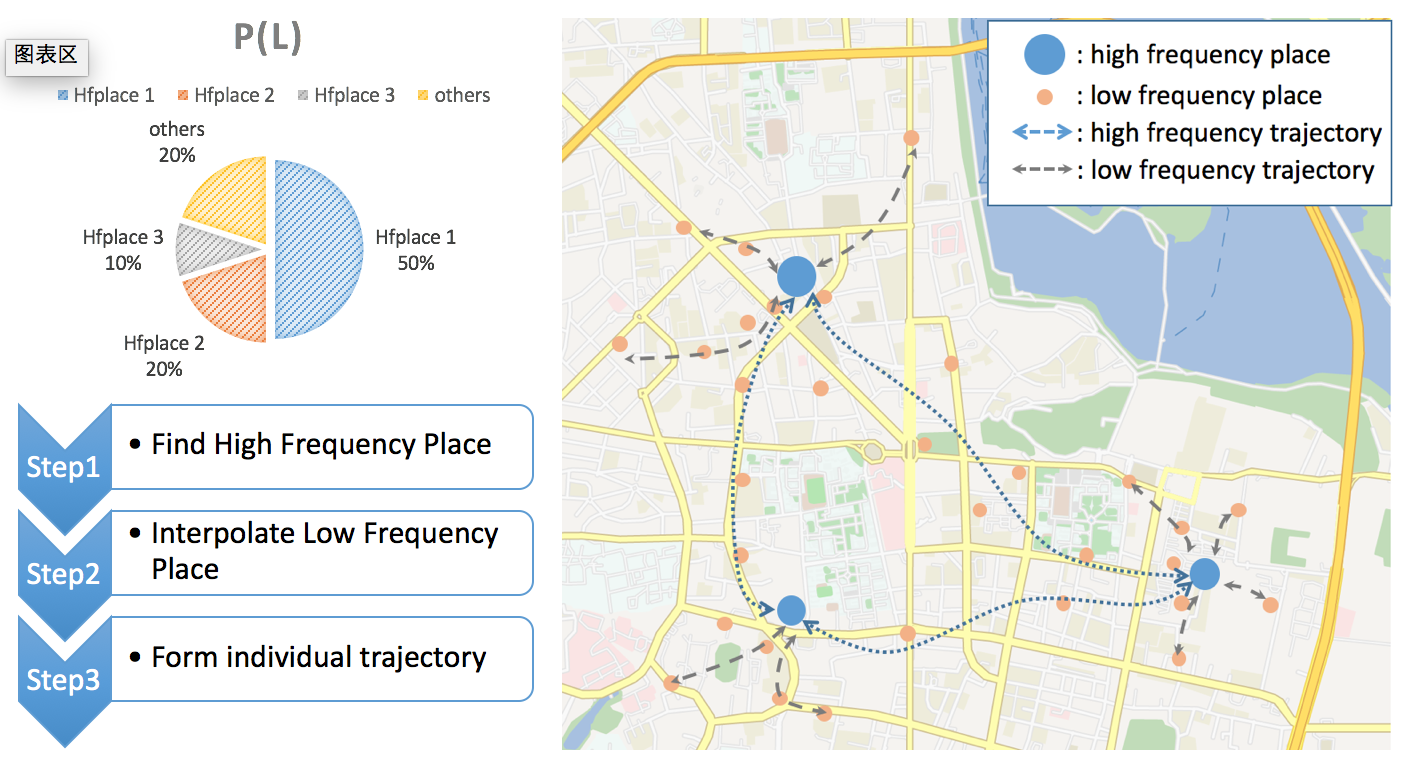 P(L)
图表区
Hfplace 1
Hfplace 2
Hfplace 3
others
others
20%
Hfplace 3
10%
Hfplace 1
50%
Hfplace 2
20%
Step1
• Find High Frequency Place
Step2
• Interpolate Low Frequency
Place
Step3
• Form individual trajectory
: high frequency place
: low frequency place
: high frequency trajectory
: low frequency trajectory